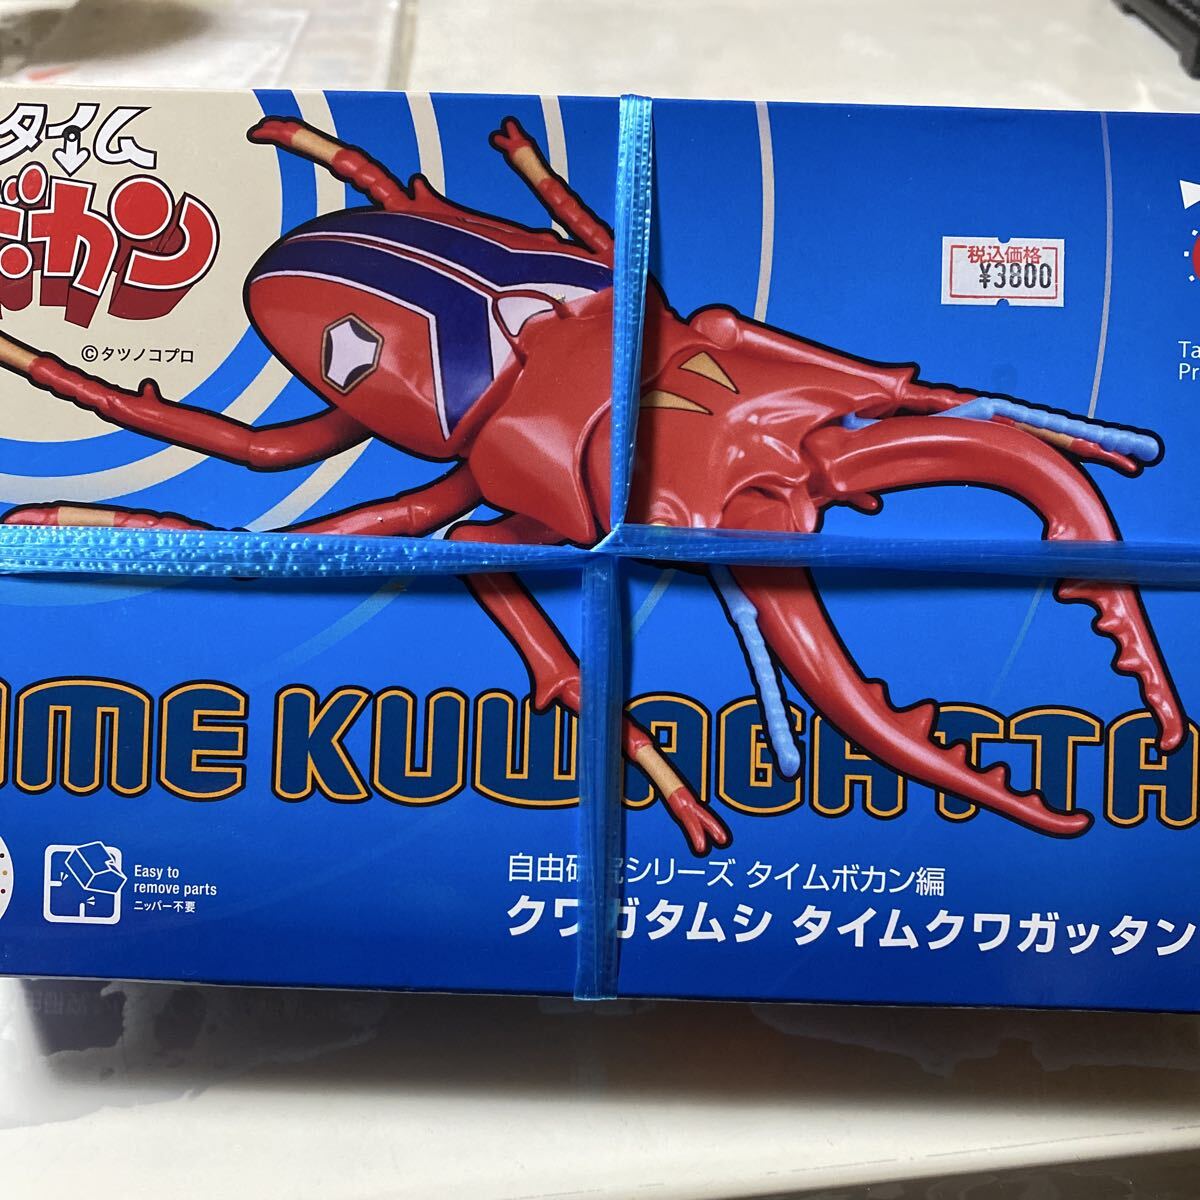 タイム
ボカン
©タツノコプロ
税込価格
¥3800
Ta
Pr
IME KUWAGATTA
Easy to
remove parts
ニッパー不要
自由研究シリーズ タイムボカン編
クワガタムシ タイムクワガッタン